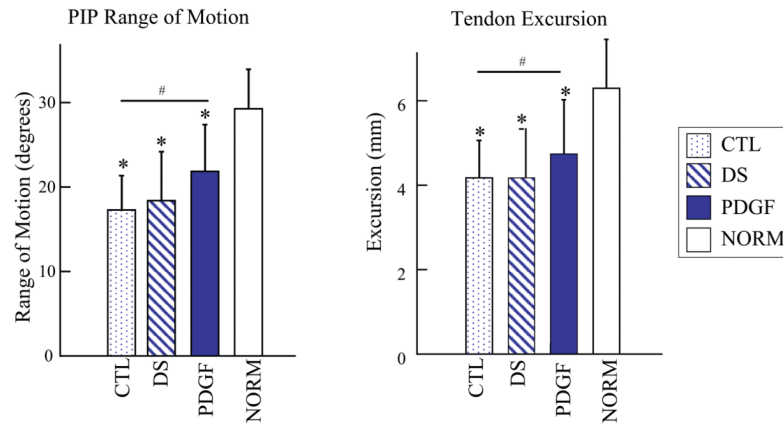 PIP Range of Motion
Range of Motion (degrees)
30
20
10
0
#
*
*
*
CTL
DS
PDGF
NORM
Tendon Excursion
Excursion (mm)
6
4
2
0
#
*
*
*
CTL
DS
PDGF
NORM
CTL
DS
PDGF
NORM